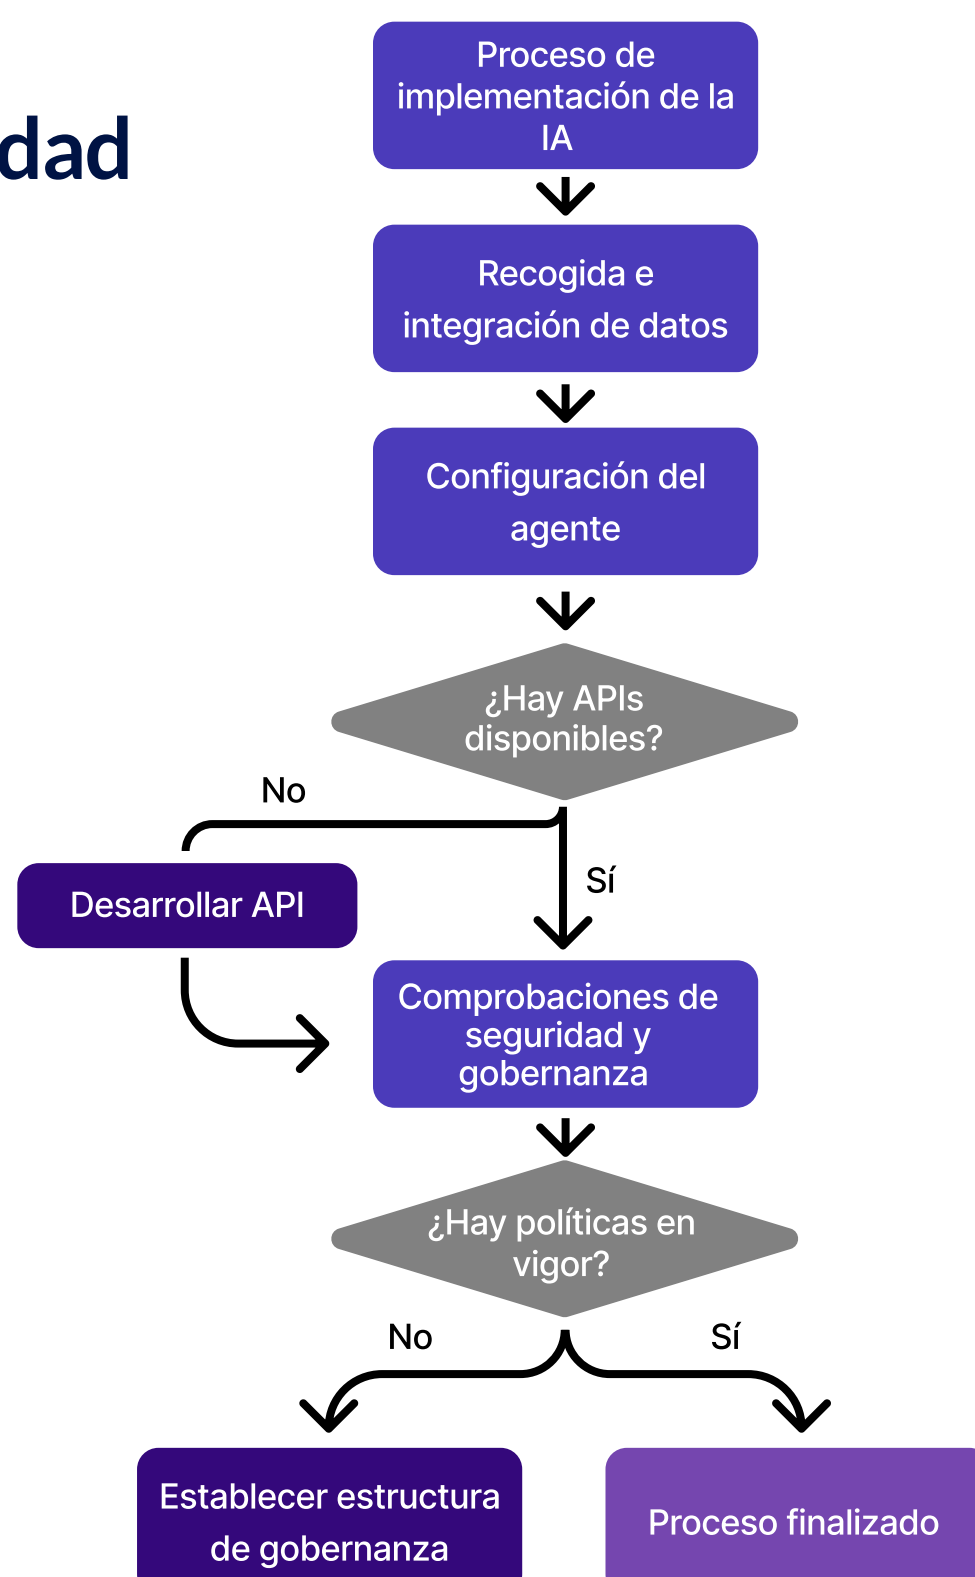 Proceso de
implementación de la
IA
dad
Recogida e
integración de datos
Configuración del
agente
¿Hay APIs
disponibles?
No
Sí
Desarrollar API
Comprobaciones de
seguridad y
gobernanza
¿Hay políticas en
vigor?
No
Sí
Establecer estructura
de gobernanza
Proceso finalizado